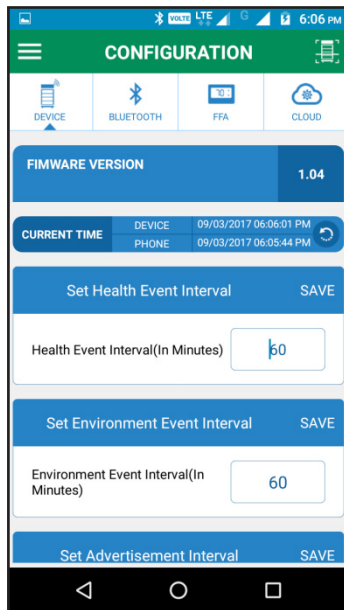 VOLTE LTE G 6:06 PM
CONFIGURATION
DEVICE BLUETOOTH FFA CLOUD
FIMWARE VERSION 1.04
CURRENT TIME
DEVICE 09/03/2017 06:06:01 PM
PHONE 09/03/2017 06:05:44 PM
Set Health Event Interval SAVE
Health Event Interval(In Minutes) 60
Set Environment Event Interval SAVE
Environment Event Interval(In
Minutes) 60
Set Advertisement Interval SAVE